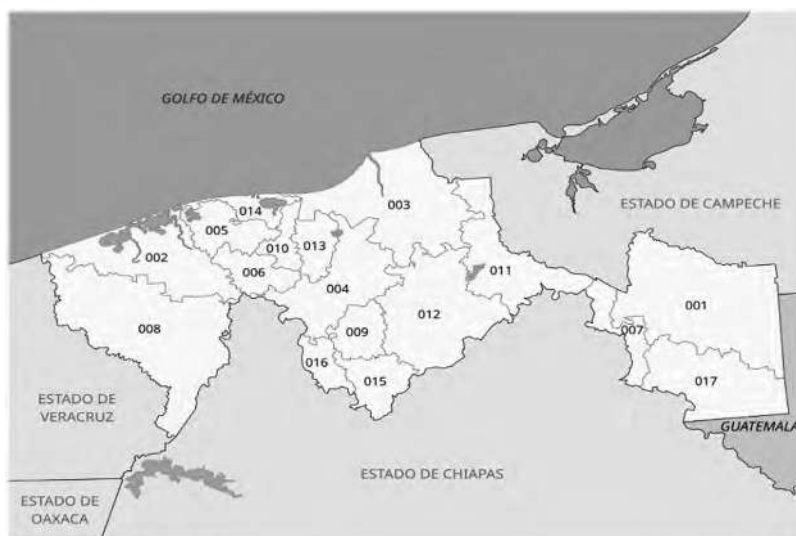 GOLFO DE MÉXICO
003
014
ESTADO DE CAMPECHE
005
010
013
002
006
011
004
001
012
008
009
007
016
015
017
ESTADO DE
VERACRUZ
GUATEMALA
ESTADO DE CHIAPAS
ESTADO DE
OAXACA